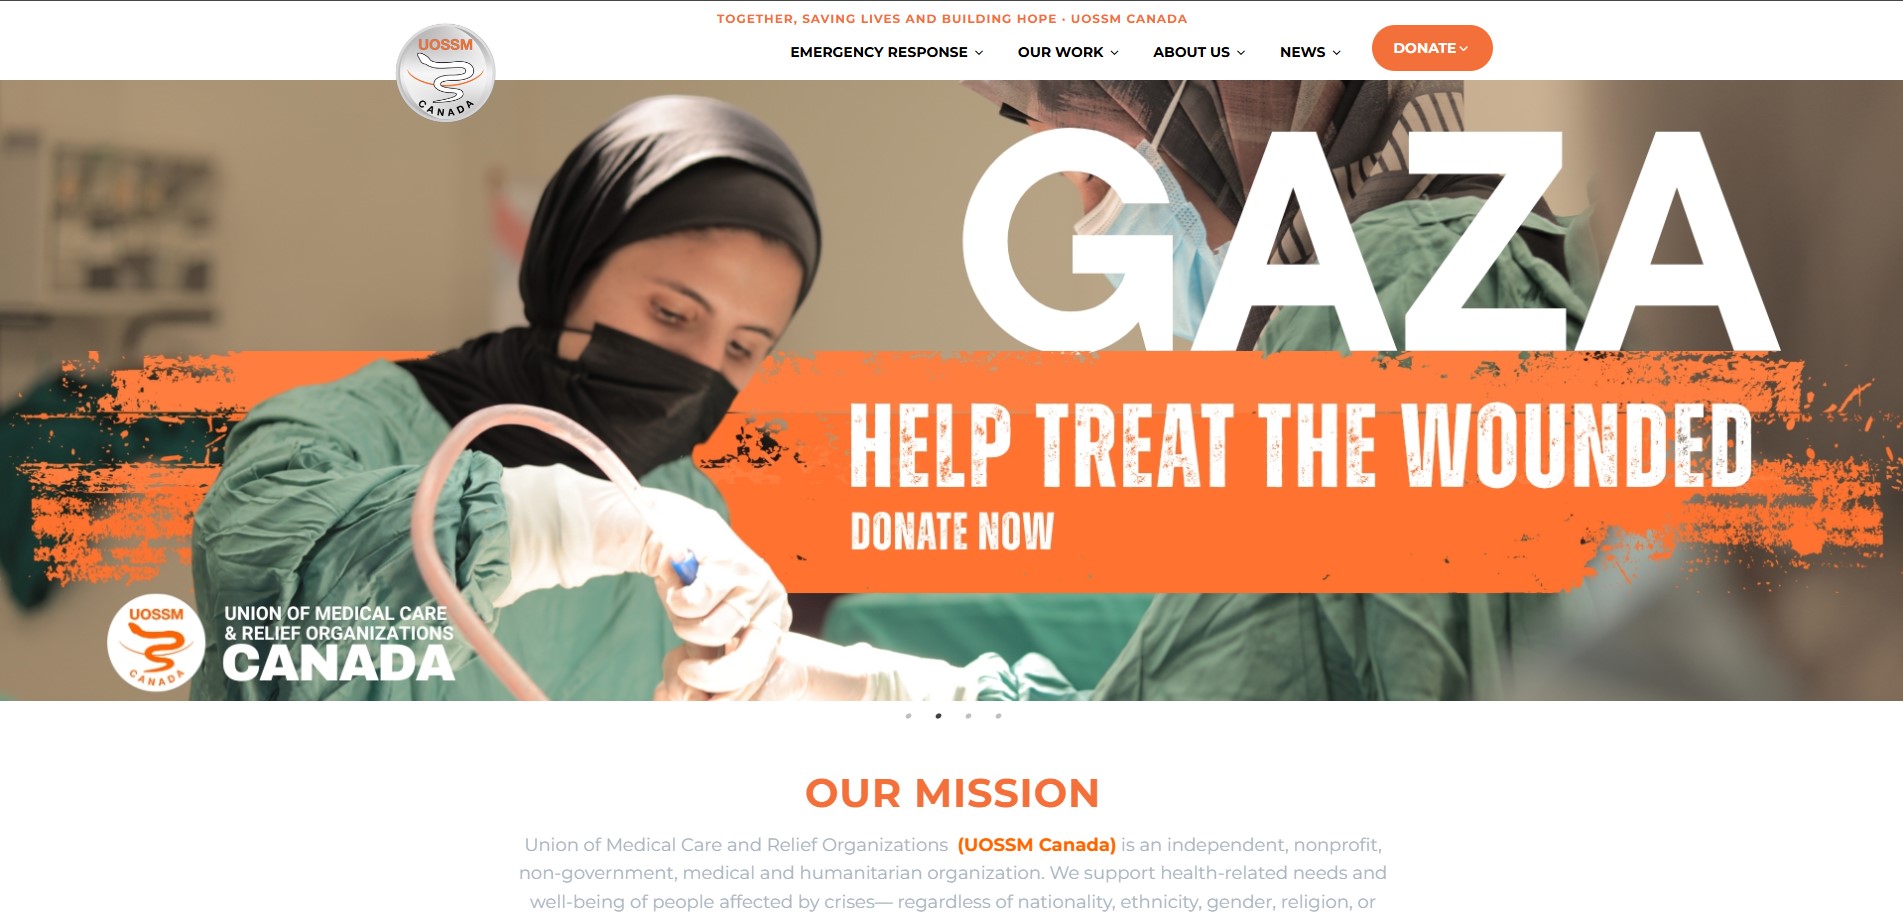 TOGETHER, SAVING LIVES AND BUILDING HOPE · UOSSM CANADA
UOSSM
CANADA
EMERGENCY RESPONSE
OUR WORK
ABOUT US
NEWS
DONATE
GAZA
HELP TREAT THE WOUNDED
DONATE NOW
UOSSM
CANADA
UNION OF MEDICAL CARE
& RELIEF ORGANIZATIONS
CANADA
OUR MISSION
Union of Medical Care and Relief Organizations (UOSSM Canada) is an independent, nonprofit,
non-government, medical and humanitarian organization. We support health-related needs and
well-being of people affected by crises— regardless of nationality, ethnicity, gender, religion, or